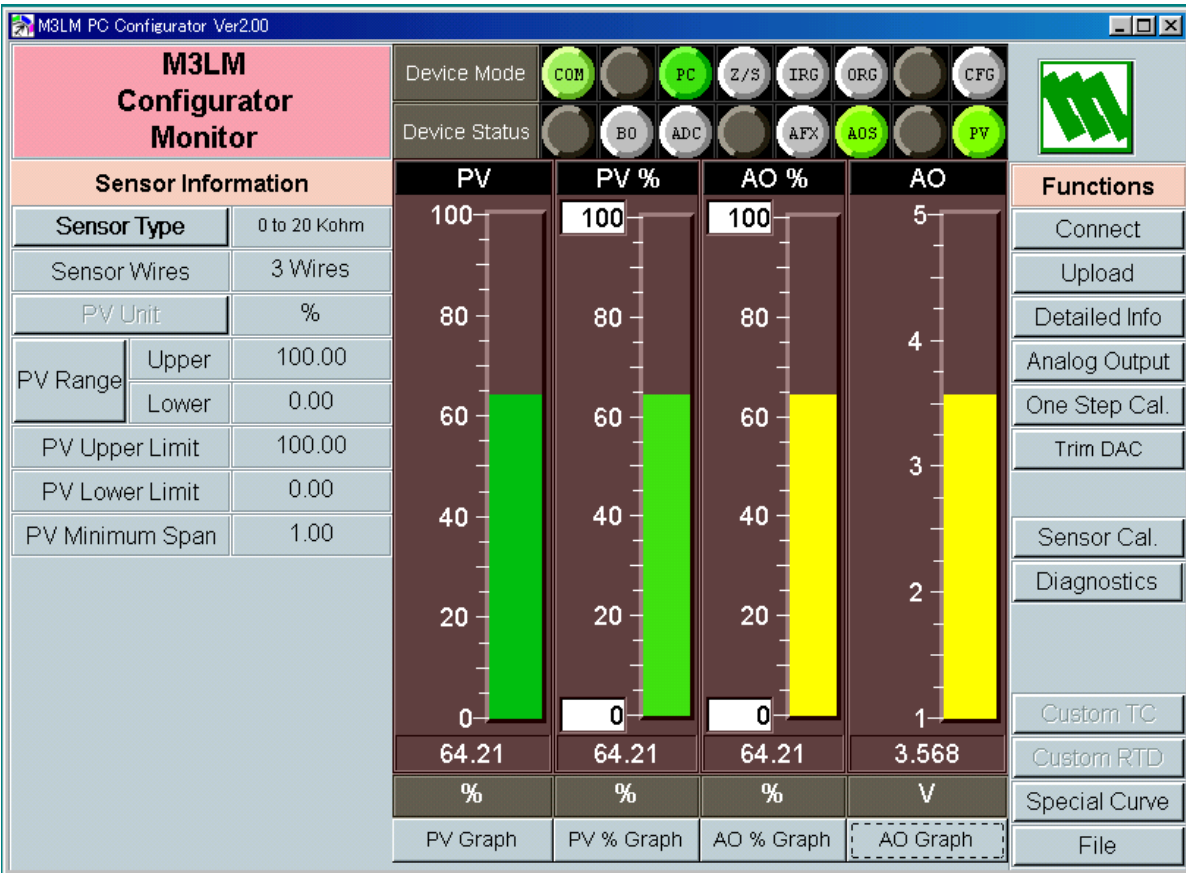 M3LM PC Configurator Ver2.00
M3LM
Configurator
Monitor
Device Mode COM PC Z/S IRG ORG CFG
Device Status BO ADC AFX AOS PV
Sensor Information
Sensor Type 0 to 20 Kohm
Sensor Wires 3 Wires
PV Unit %
PV Range
Upper 100.00
Lower 0.00
PV Upper Limit 100.00
PV Lower Limit 0.00
PV Minimum Span 1.00
PV
100
80
60
40
20
0
64.21
%
PV Graph
PV %
100
80
60
40
20
0
64.21
%
PV % Graph
AO %
100
80
60
40
20
0
64.21
%
AO % Graph
AO
5
4
3
2
1
3.568
V
AO Graph
Functions
Connect
Upload
Detailed Info
Analog Output
One Step Cal.
Trim DAC
Sensor Cal.
Diagnostics
Custom TC
Custom RTD
Special Curve
File